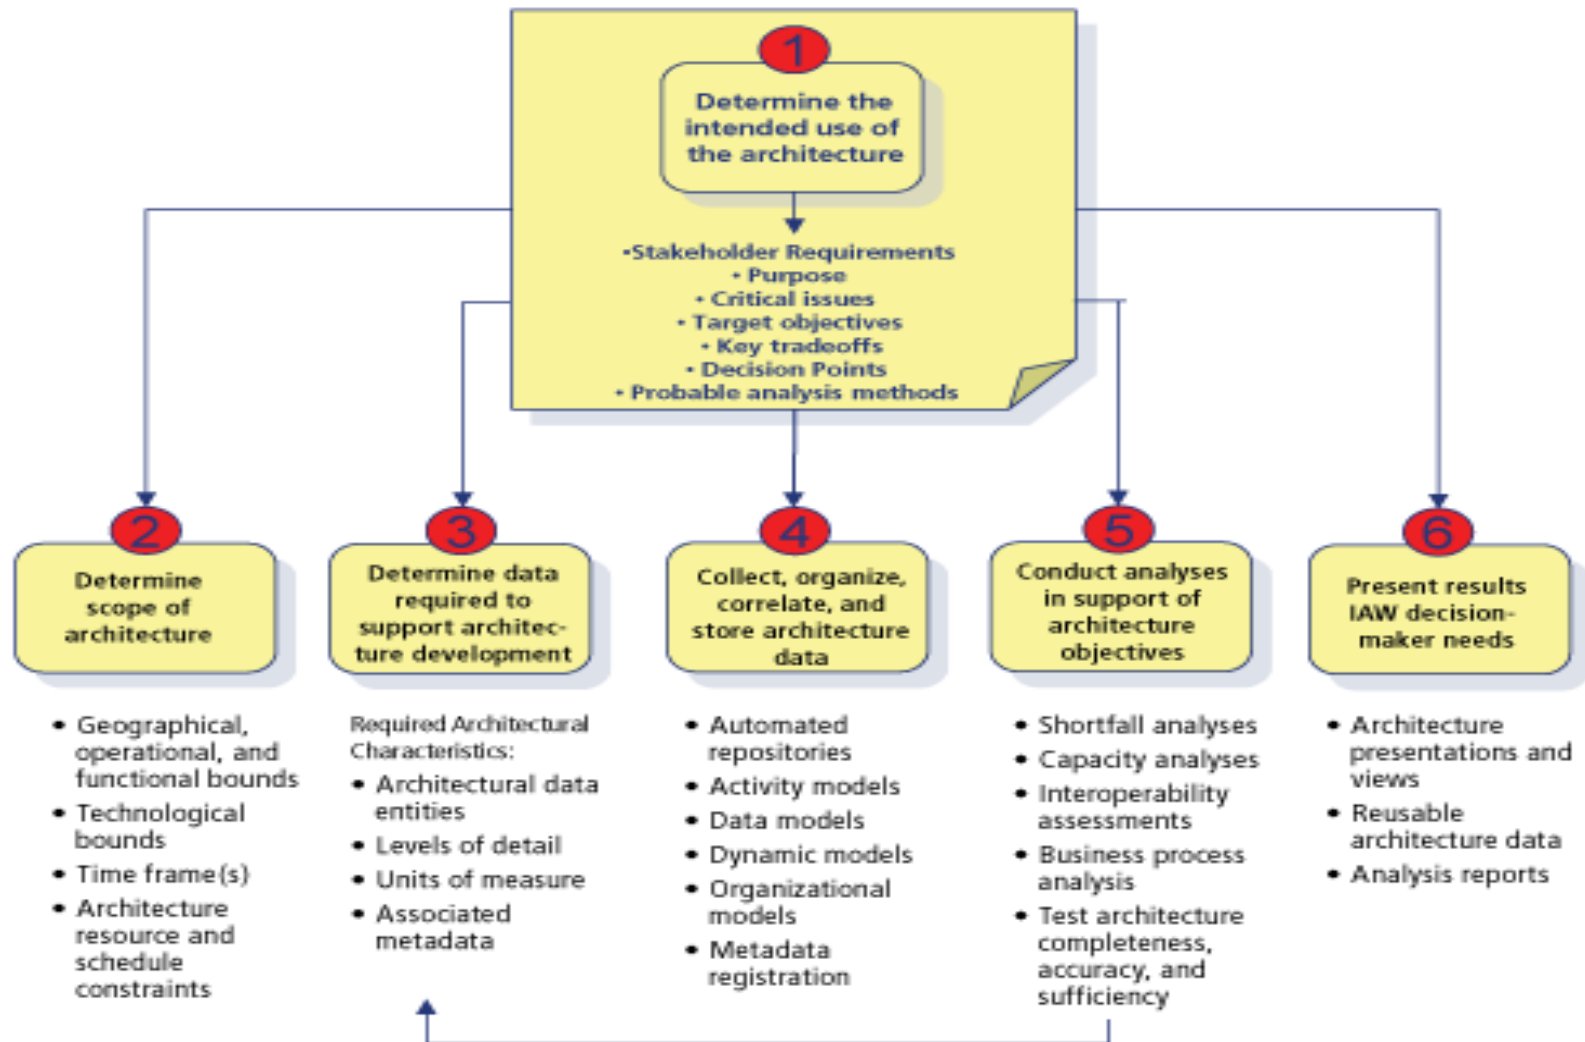 1
Determine the
intended use of
the architecture
•Stakeholder Requirements
• Purpose
• Critical issues
• Target objectives
• Key tradeoffs
• Decision Points
• Probable analysis methods
2
Determine
scope of
architecture
• Geographical,
operational, and
functional bounds
• Technological
bounds
• Time frame(s)
• Architecture
resource and
schedule
constraints
3
Determine data
required to
support architec-
ture development
Required Architectural
Characteristics:
• Architectural data
entities
• Levels of detail
• Units of measure
• Associated
metadata
4
Collect, organize,
correlate, and
store architecture
data
• Automated
repositories
• Activity models
• Data models
• Dynamic models
• Organizational
models
• Metadata
registration
5
Conduct analyses
in support of
architecture
objectives
• Shortfall analyses
• Capacity analyses
• Interoperability
assessments
• Business process
analysis
• Test architecture
completeness,
accuracy, and
sufficiency
6
Present results
IAW decision-
maker needs
• Architecture
presentations and
views
• Reusable
architecture data
• Analysis reports